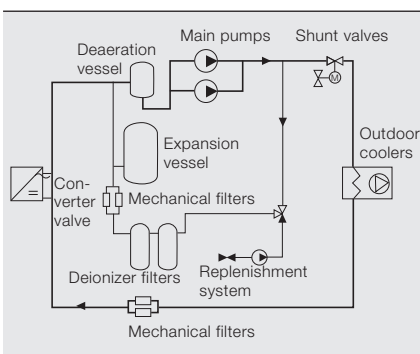 Main pumps
Shunt valves
Deaeration
vessel
M
Expansion
vessel
Outdoor
coolers
Con-
verter
valve
Mechanical filters
Deionizer filters
Replenishment
system
Mechanical filters